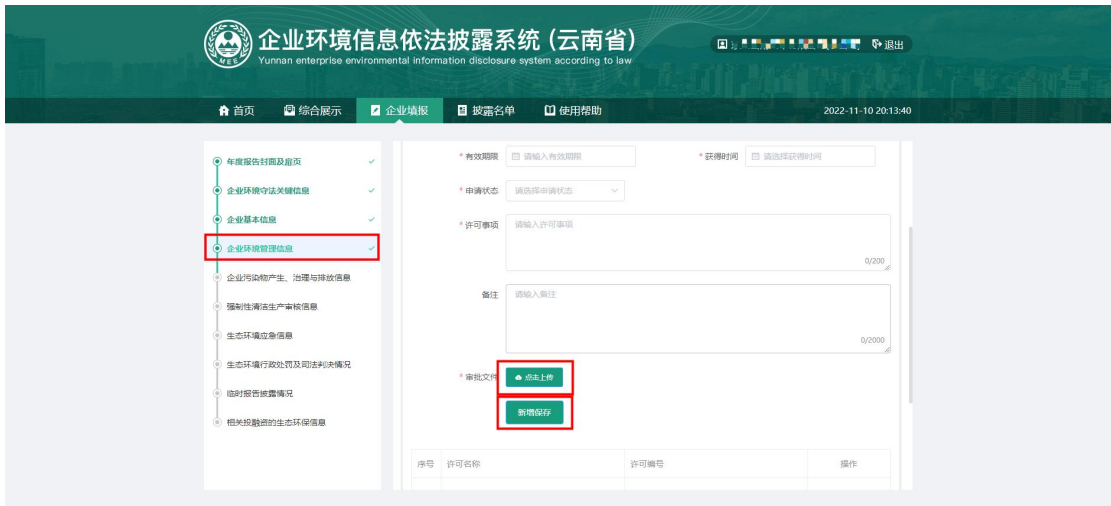 企业环境信息依法披露系统 (云南省)
Yunnan enterprise environmental information disclosure system according to law
MEE
退出
首页 综合展示 企业填报 披露名单 使用帮助 2022-11-10 20:13:40
年度报告封面及扉页
企业环境守法关键信息
企业基本信息
企业环境管理信息
企业污染物产生、治理与排放信息
强制性清洁生产审核信息
生态环境应急信息
生态环境行政处罚及司法判决情况
临时报告披露情况
相关投融资的生态环保信息
* 有效期限 请输入有效期限 * 获得时间 请选择获得时间
* 申请状态 请选择申请状态
* 许可事项 请输入许可事项
0/200
备注 请输入备注
0/2000
* 审批文件 点击上传
新增保存
序号 许可名称 许可编号 操作